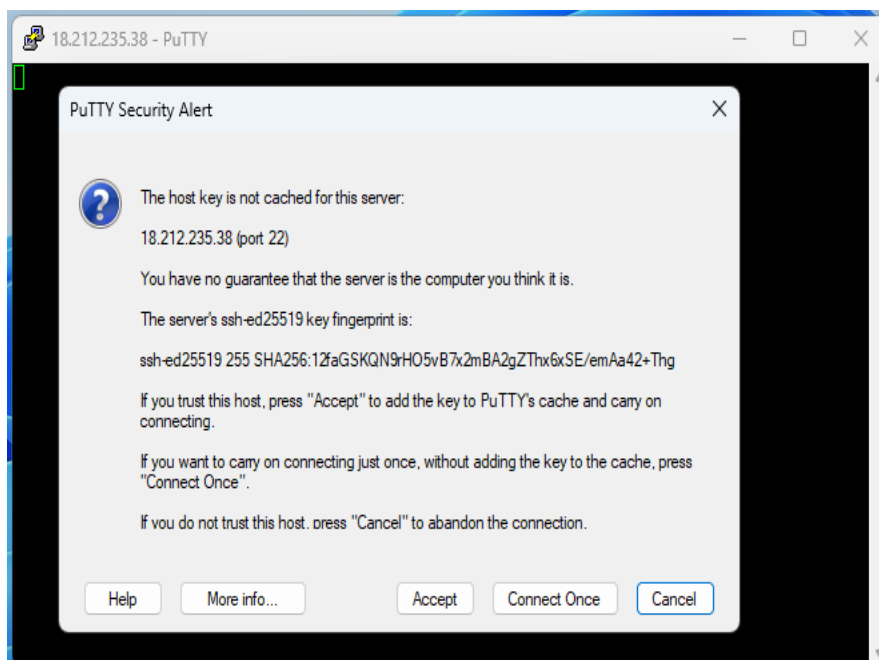 18.212.235.38 - PuTTY
PuTTY Security Alert
The host key is not cached for this server:
18.212.235.38 (port 22)
You have no guarantee that the server is the computer you think it is.
The server's ssh-ed25519 key fingerprint is:
ssh-ed25519 255 SHA256:12faGSKQN9rHO5vB7x2mBA2gZThx6xSE/emAa42+Thg
If you trust this host, press "Accept" to add the key to PuTTY's cache and carry on
connecting.
If you want to carry on connecting just once, without adding the key to the cache, press
"Connect Once".
If you do not trust this host, press "Cancel" to abandon the connection.
Help More info... Accept Connect Once Cancel